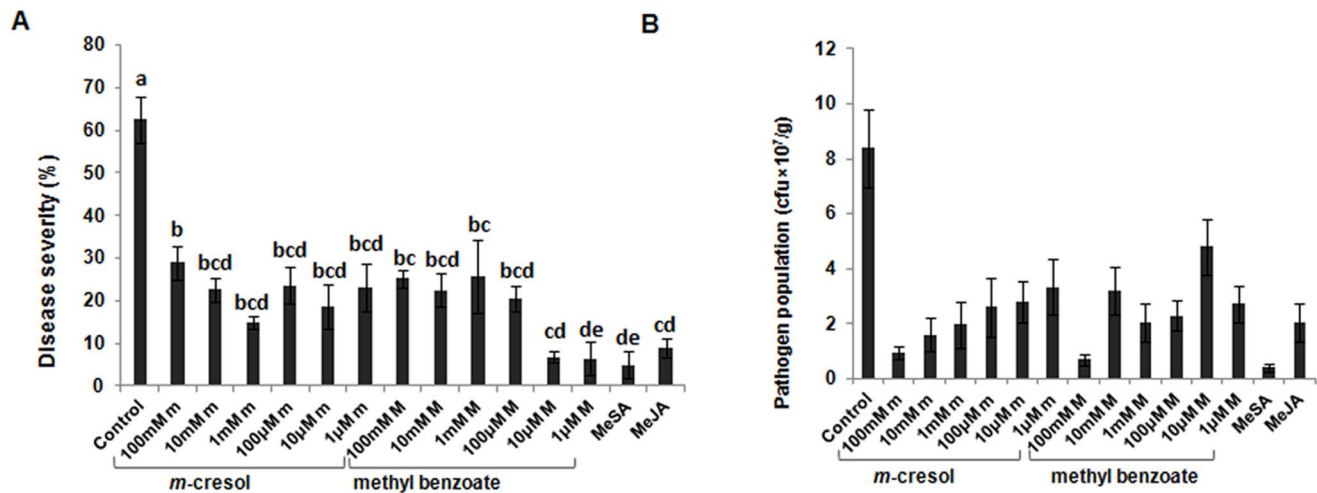 A
Disease severity (%)
80
70
60
50
40
30
20
10
0
a
b
bcd
bcd
bcd
bcd
bcd
bc
bcd
bc
bcd
cd
de
de
cd
Control
100mM m
10mM m
1mM m
100µM m
10µM m
1µM m
100mM M
10mM M
1mM M
100µM M
10µM M
1µM M
MeSA
MeJA
m-cresol
methyl benzoate
B
Pathogen population (cfu×10⁷/g)
12
10
8
6
4
2
0
Control
100mM m
10mM m
1mM m
100µM m
10µM m
1µM m
100mM M
10mM M
1mM M
100µM M
10µM M
1µM M
MeSA
MeJA
m-cresol
methyl benzoate